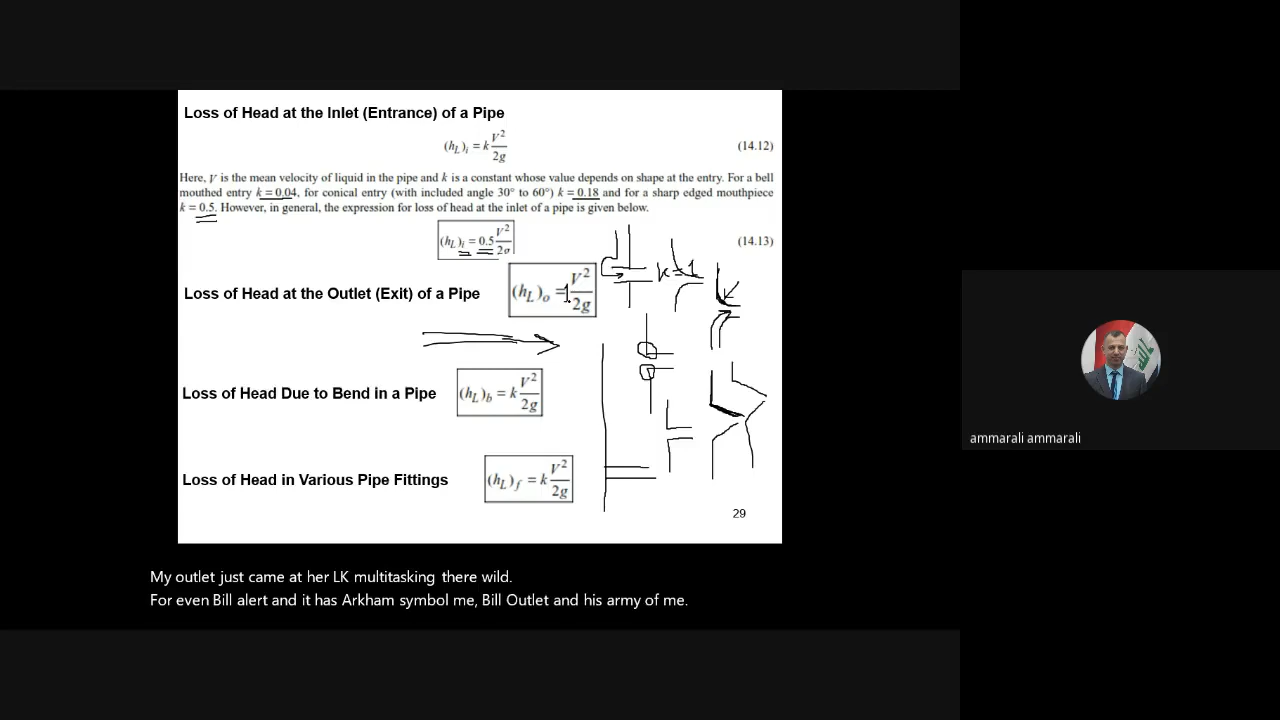 Loss of Head at the Inlet (Entrance) of a Pipe
(h_L)_i = k V²/2g (14.12)
Here, V is the mean velocity of liquid in the pipe and k is a constant whose value depends on shape at the entry. For a bell
mouthed entry k = 0.04, for conical entry (with included angle 30° to 60°) k = 0.18 and for a sharp edged mouthpiece
k = 0.5. However, in general, the expression for loss of head at the inlet of a pipe is given below.
(h_L)_i = 0.5 V²/2g (14.13)
k=1
Loss of Head at the Outlet (Exit) of a Pipe (h_L)_o = 1. V²/2g
Loss of Head Due to Bend in a Pipe (h_L)_b = k V²/2g
ammarali ammarali
Loss of Head in Various Pipe Fittings (h_L)_f = k V²/2g
29
My outlet just came at her LK multitasking there wild.
For even Bill alert and it has Arkham symbol me, Bill Outlet and his army of me.